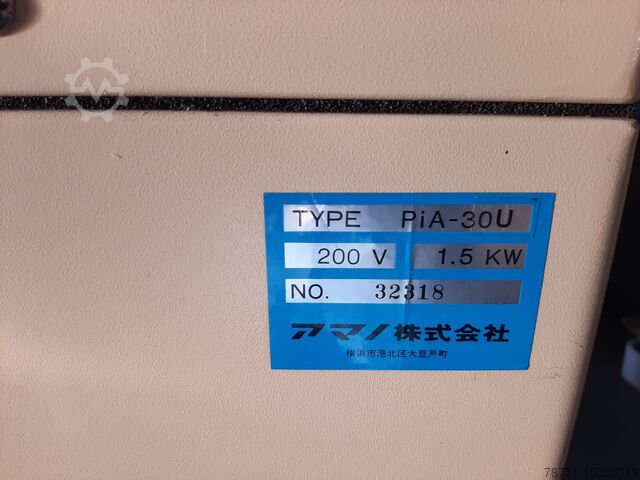 TYPE PiA-30U
200 V 1.5 KW
NO. 32318
アマノ株式会社
横浜市港北区大豆戸町